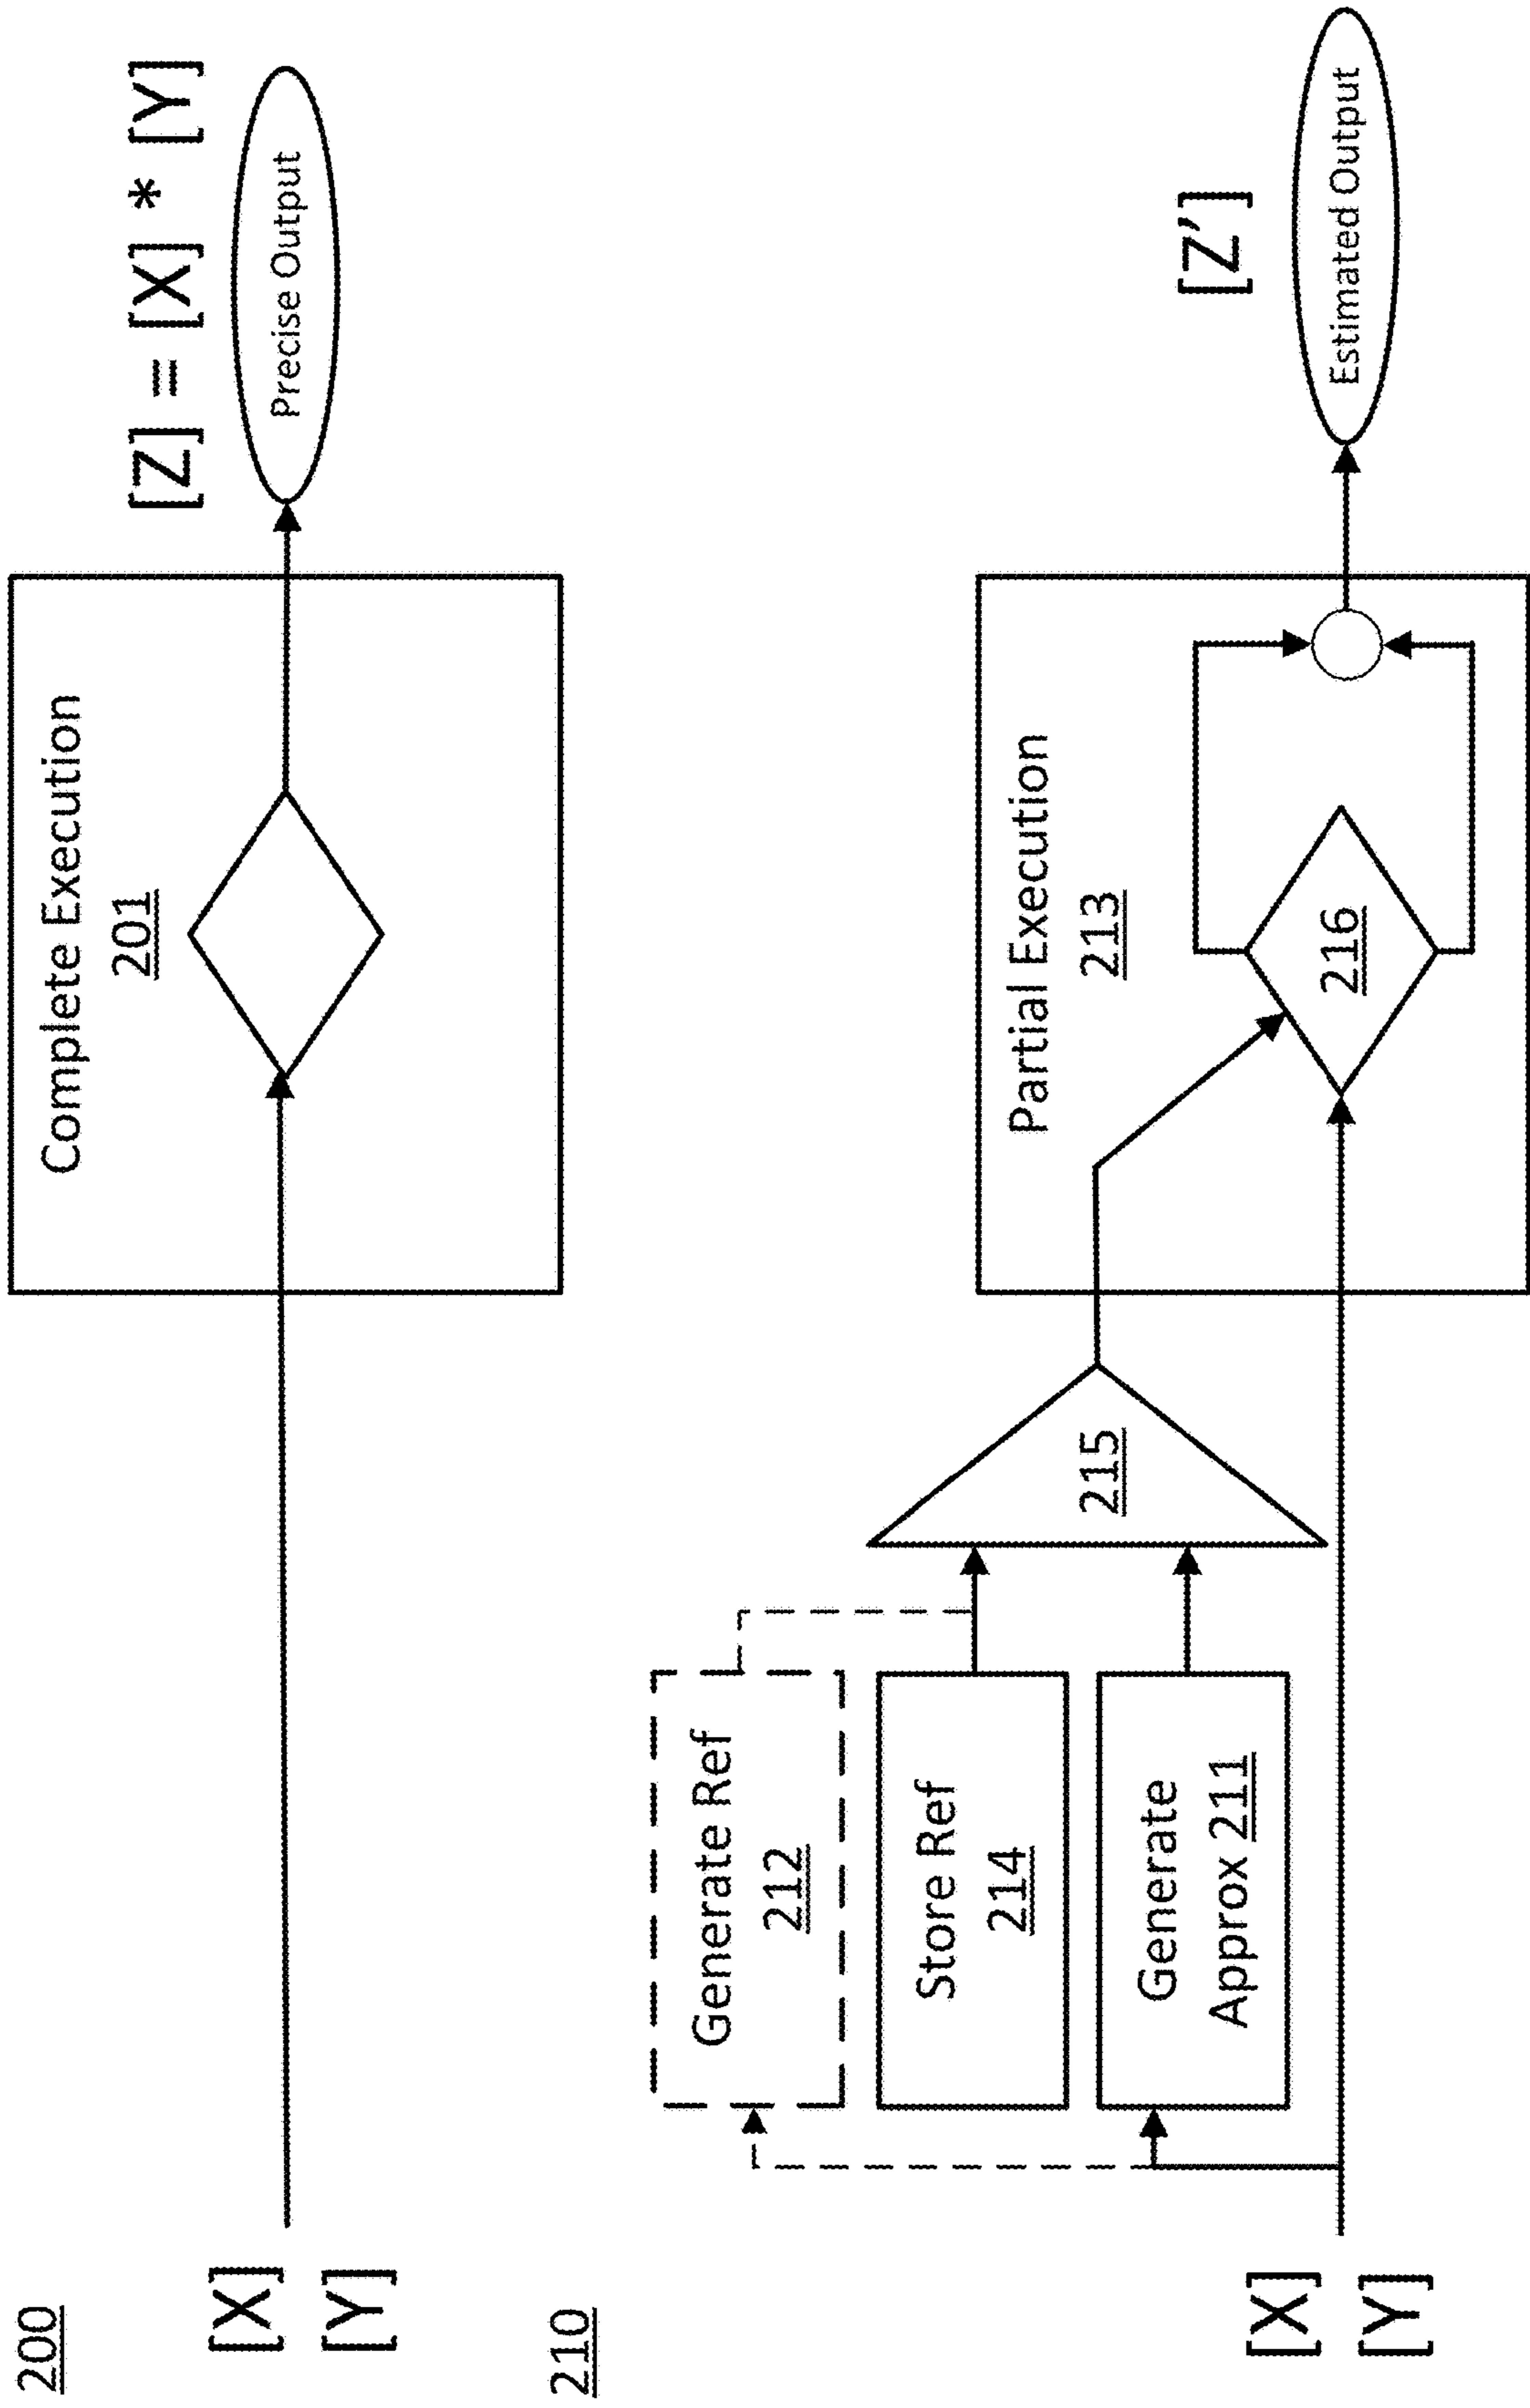 200
[X]
[Y]
Complete Execution
201
[Z] = [X] * [Y]
Precise Output
210
[X]
[Y]
Generate Ref
212
Store Ref
214
Generate
Approx 211
215
Partial Execution
213
216
[Z']
Estimated Output